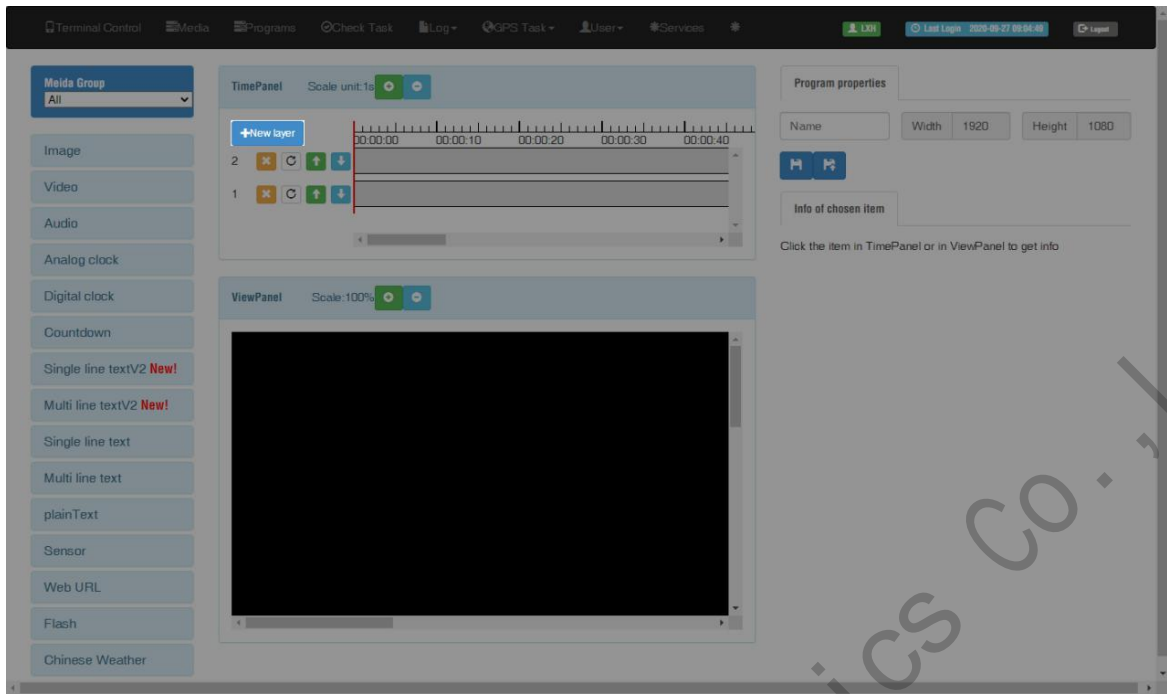 Terminal Control Media Programs Check Task Log GPS Task User Services LXH Last Login 2020-09-27 09:04:49 Logout
Meida Group
All
Image
Video
Audio
Analog clock
Digital clock
Countdown
Single line textV2 New!
Multi line textV2 New!
Single line text
Multi line text
plainText
Sensor
Web URL
Flash
Chinese Weather
TimePanel Scale unit:1s
New layer
00:00:00 00:00:10 00:00:20 00:00:30 00:00:40
2
1
ViewPanel Scale:100%
Program properties
Name Width 1920 Height 1080
Info of chosen item
Click the item in TimePanel or in ViewPanel to get info
ics Co.,